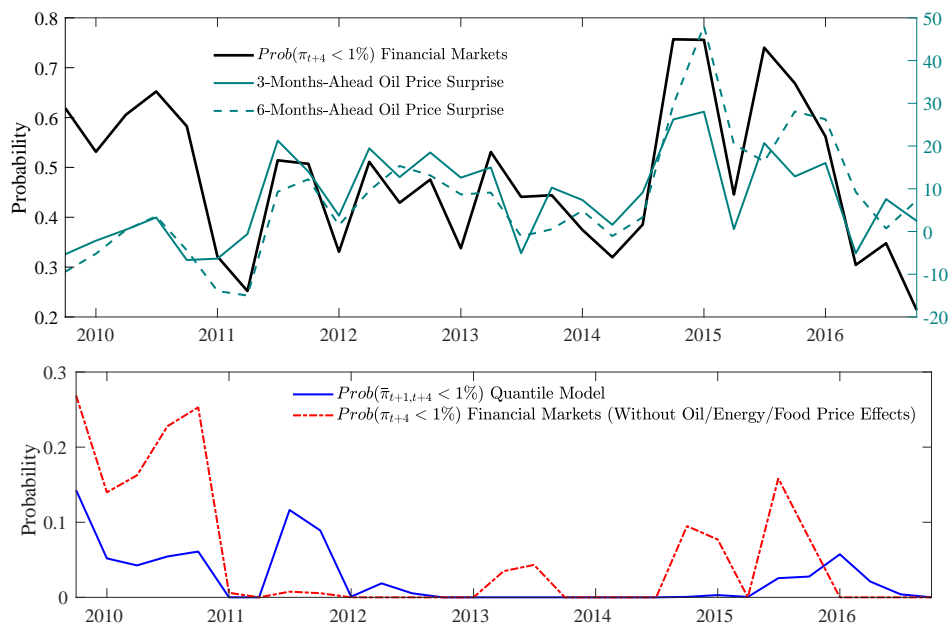 0.8 50
Prob(π_{t+4} < 1%) Financial Markets
3-Months-Ahead Oil Price Surprise
6-Months-Ahead Oil Price Surprise
0.7 40
0.6 30
0.5 20
10
0.4 0
0.3 -10
0.2 -20
Probability
2010 2011 2012 2013 2014 2015 2016
0.3
Prob(π̄_{t+1,t+4} < 1%) Quantile Model
Prob(π_{t+4} < 1%) Financial Markets (Without Oil/Energy/Food Price Effects)
0.2
0.1
0
Probability
2010 2011 2012 2013 2014 2015 2016